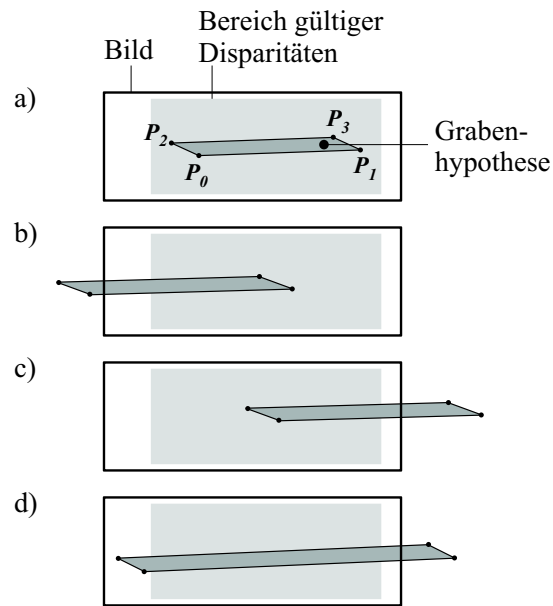 Bereich gültiger
Disparitäten
Bild
a)
P2
P3
P0
P1
Graben-
hypothese
b)
c)
d)